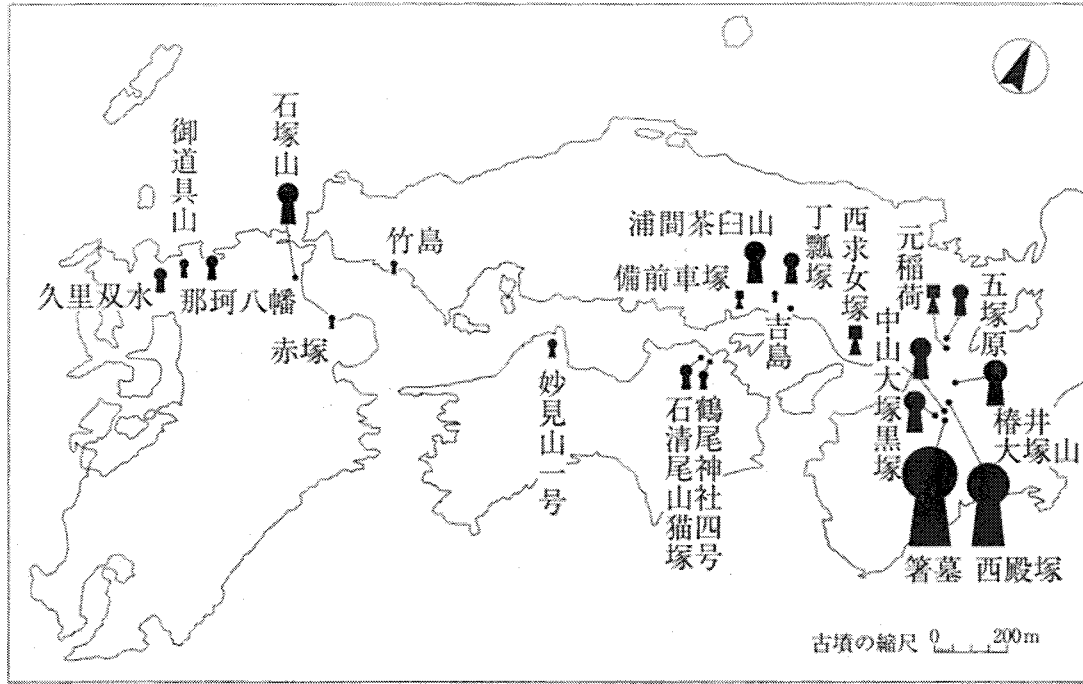 石塚山
御道具山
久里双水
那珂八幡
赤塚
竹島
妙見山一号
浦間茶臼山
備前車塚
吉島
丁瓢塚
西求女塚
鶴尾神社四号
石清尾山猫塚
元稲荷
五塚原
中山大塚
黒塚
椿井
大塚山
箸墓
西殿塚
古墳の縮尺 0 200m